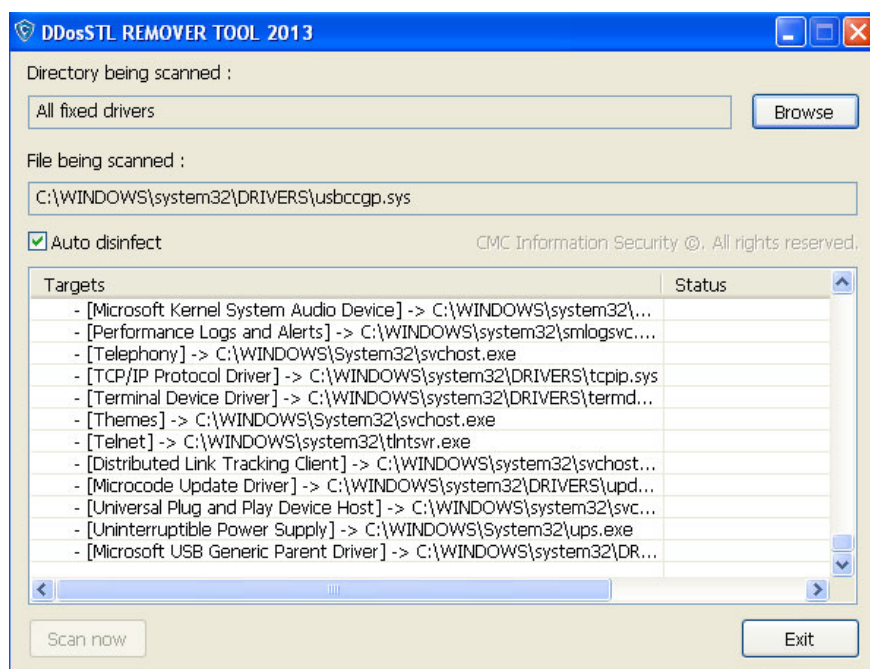 DDosSTL REMOVER TOOL 2013
Directory being scanned :
All fixed drivers
Browse
File being scanned :
C:\WINDOWS\system32\DRIVERS\usbccgp.sys
Auto disinfect
CMC Information Security ©. All rights reserved.
Targets Status
- [Microsoft Kernel System Audio Device] -> C:\WINDOWS\system32\...
- [Performance Logs and Alerts] -> C:\WINDOWS\system32\smlogsvc....
- [Telephony] -> C:\WINDOWS\System32\svchost.exe
- [TCP/IP Protocol Driver] -> C:\WINDOWS\system32\DRIVERS\tcpip.sys
- [Terminal Device Driver] -> C:\WINDOWS\system32\DRIVERS\termd...
- [Themes] -> C:\WINDOWS\System32\svchost.exe
- [Telnet] -> C:\WINDOWS\system32\tlntsvr.exe
- [Distributed Link Tracking Client] -> C:\WINDOWS\system32\svchost...
- [Microcode Update Driver] -> C:\WINDOWS\system32\DRIVERS\upd...
- [Universal Plug and Play Device Host] -> C:\WINDOWS\system32\svc...
- [Uninterruptible Power Supply] -> C:\WINDOWS\System32\ups.exe
- [Microsoft USB Generic Parent Driver] -> C:\WINDOWS\system32\DR...
Scan now
Exit